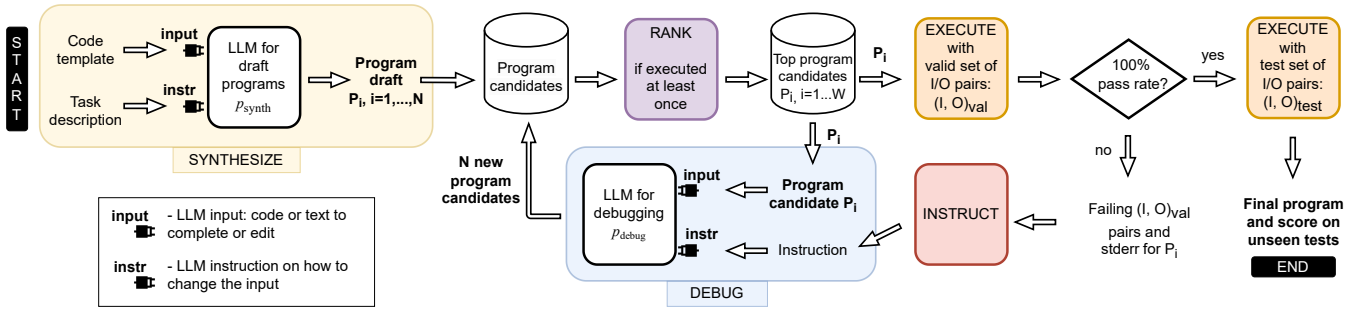 START
Code
template
Task
description
input
instr
LLM for
draft
programs
p_synth
Program
draft
P_i, i=1,...,N
SYNTHESIZE
Program
candidates
RANK
if executed
at least
once
Top program
candidates
P_i, i=1...W
P_i
EXECUTE
with
valid set of
I/O pairs:
(I, O)_val
100%
pass rate?
yes
EXECUTE
with
test set of
I/O pairs:
(I, O)_test
P_i
no
N new
program
candidates
LLM for
debugging
p_debug
input
instr
Program
candidate P_i
Instruction
DEBUG
INSTRUCT
Failing (I, O)_val
pairs and
stderr for P_i
Final program
and score on
unseen tests
END
input
- LLM input: code or text to
complete or edit
instr
- LLM instruction on how to
change the input